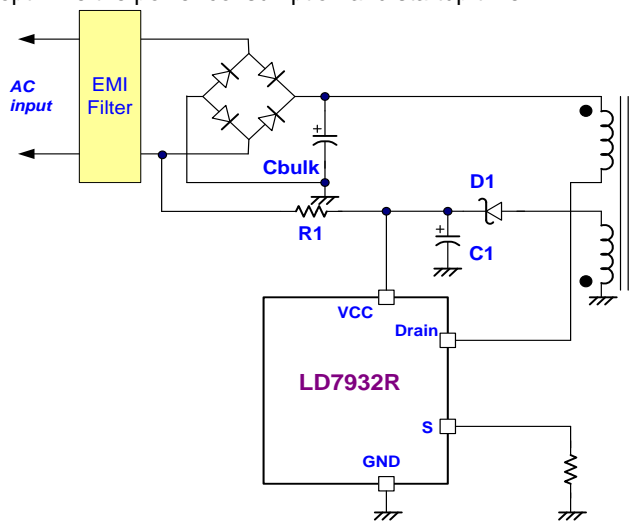 EMI
Filter
AC
input
+
Cbulk
D1
R1
+
C1
VCC
Drain
LD7932R
S
GND